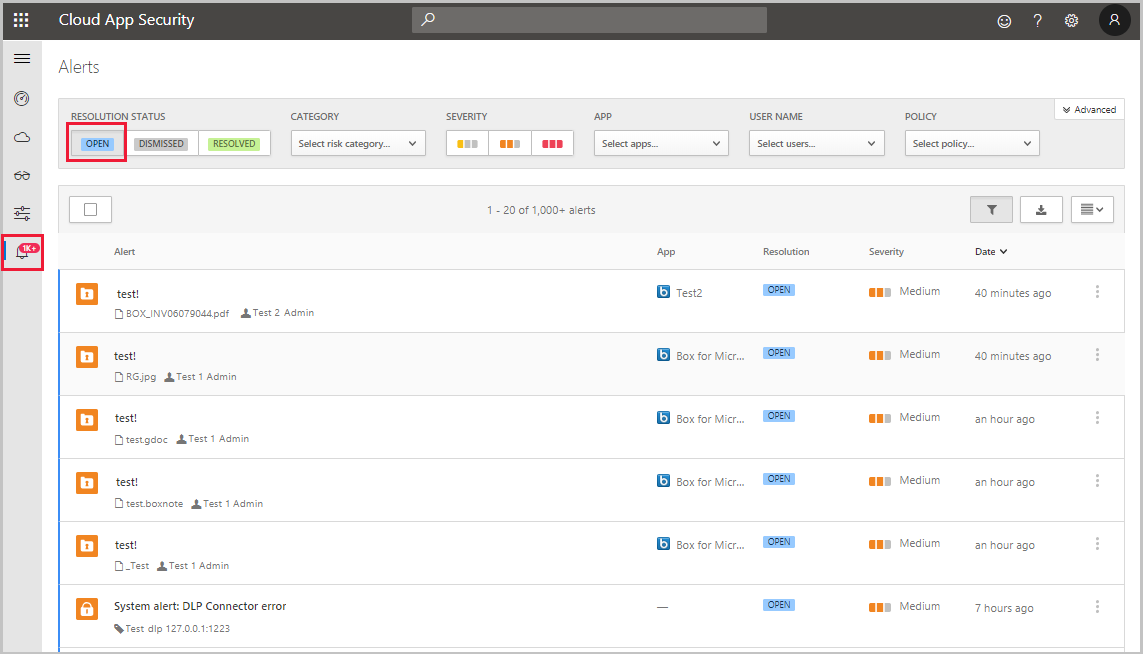 Cloud App Security
?
Alerts
Advanced
RESOLUTION STATUS CATEGORY SEVERITY APP USER NAME POLICY
OPEN DISMISSED RESOLVED Select risk category... Select apps... Select users... Select policy...
1 - 20 of 1,000+ alerts
1K+
Alert App Resolution Severity Date
test! Test2 OPEN Medium 40 minutes ago
BOX_INV06079044.pdf Test 2 Admin
test! Box for Micr... OPEN Medium 40 minutes ago
RG.jpg Test 1 Admin
test! Box for Micr... OPEN Medium an hour ago
test.gdoc Test 1 Admin
test! Box for Micr... OPEN Medium an hour ago
test.boxnote Test 1 Admin
test! Box for Micr... OPEN Medium an hour ago
_Test Test 1 Admin
System alert: DLP Connector error — OPEN Medium 7 hours ago
Test dlp 127.0.0.1:1223